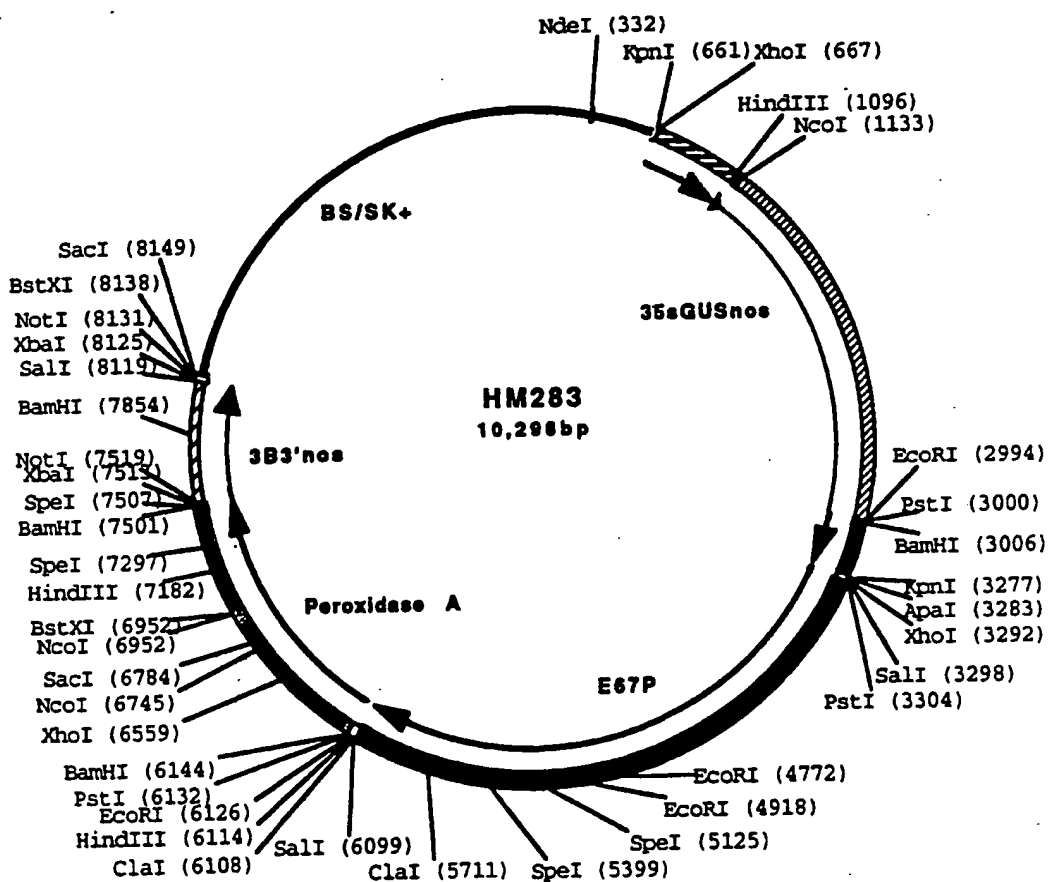 NdeI (332)
KpnI (661) XhoI (667)
HindIII (1096)
NcoI (1133)
BS/SK+
SacI (8149)
BstXI (8138)
NotI (8131)
XbaI (8125)
SalI (8119)
BamHI (7854)
35sGUSnos
HM283
10,298bp
3B3'nos
NotI (7519)
XbaI (7513)
SpeI (7507)
BamHI (7501)
SpeI (7297)
HindIII (7182)
BstXI (6952)
NcoI (6952)
SacI (6784)
NcoI (6745)
XhoI (6559)
Peroxidase A
EcoRI (2994)
PstI (3000)
BamHI (3006)
KpnI (3277)
ApaI (3283)
XhoI (3292)
SalI (3298)
PstI (3304)
E67P
BamHI (6144)
PstI (6132)
EcoRI (6126)
HindIII (6114)
ClaI (6108)
SalI (6099)
ClaI (5711)
SpeI (5399)
SpeI (5125)
EcoRI (4918)
EcoRI (4772)